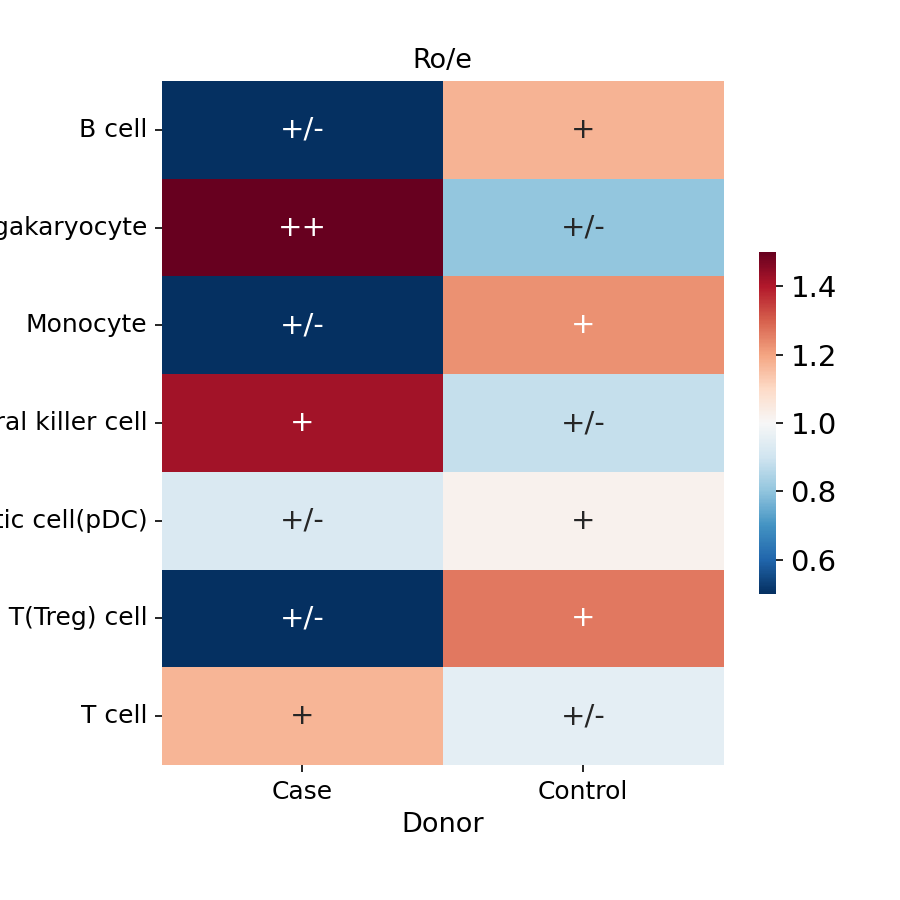 Ro/e
B cell +/- +
gakaryocyte ++ +/-
Monocyte +/- +
ral killer cell + +/-
tic cell(pDC) +/- +
T(Treg) cell +/- +
T cell + +/-
Case Control
Donor
1.4
1.2
1.0
0.8
0.6